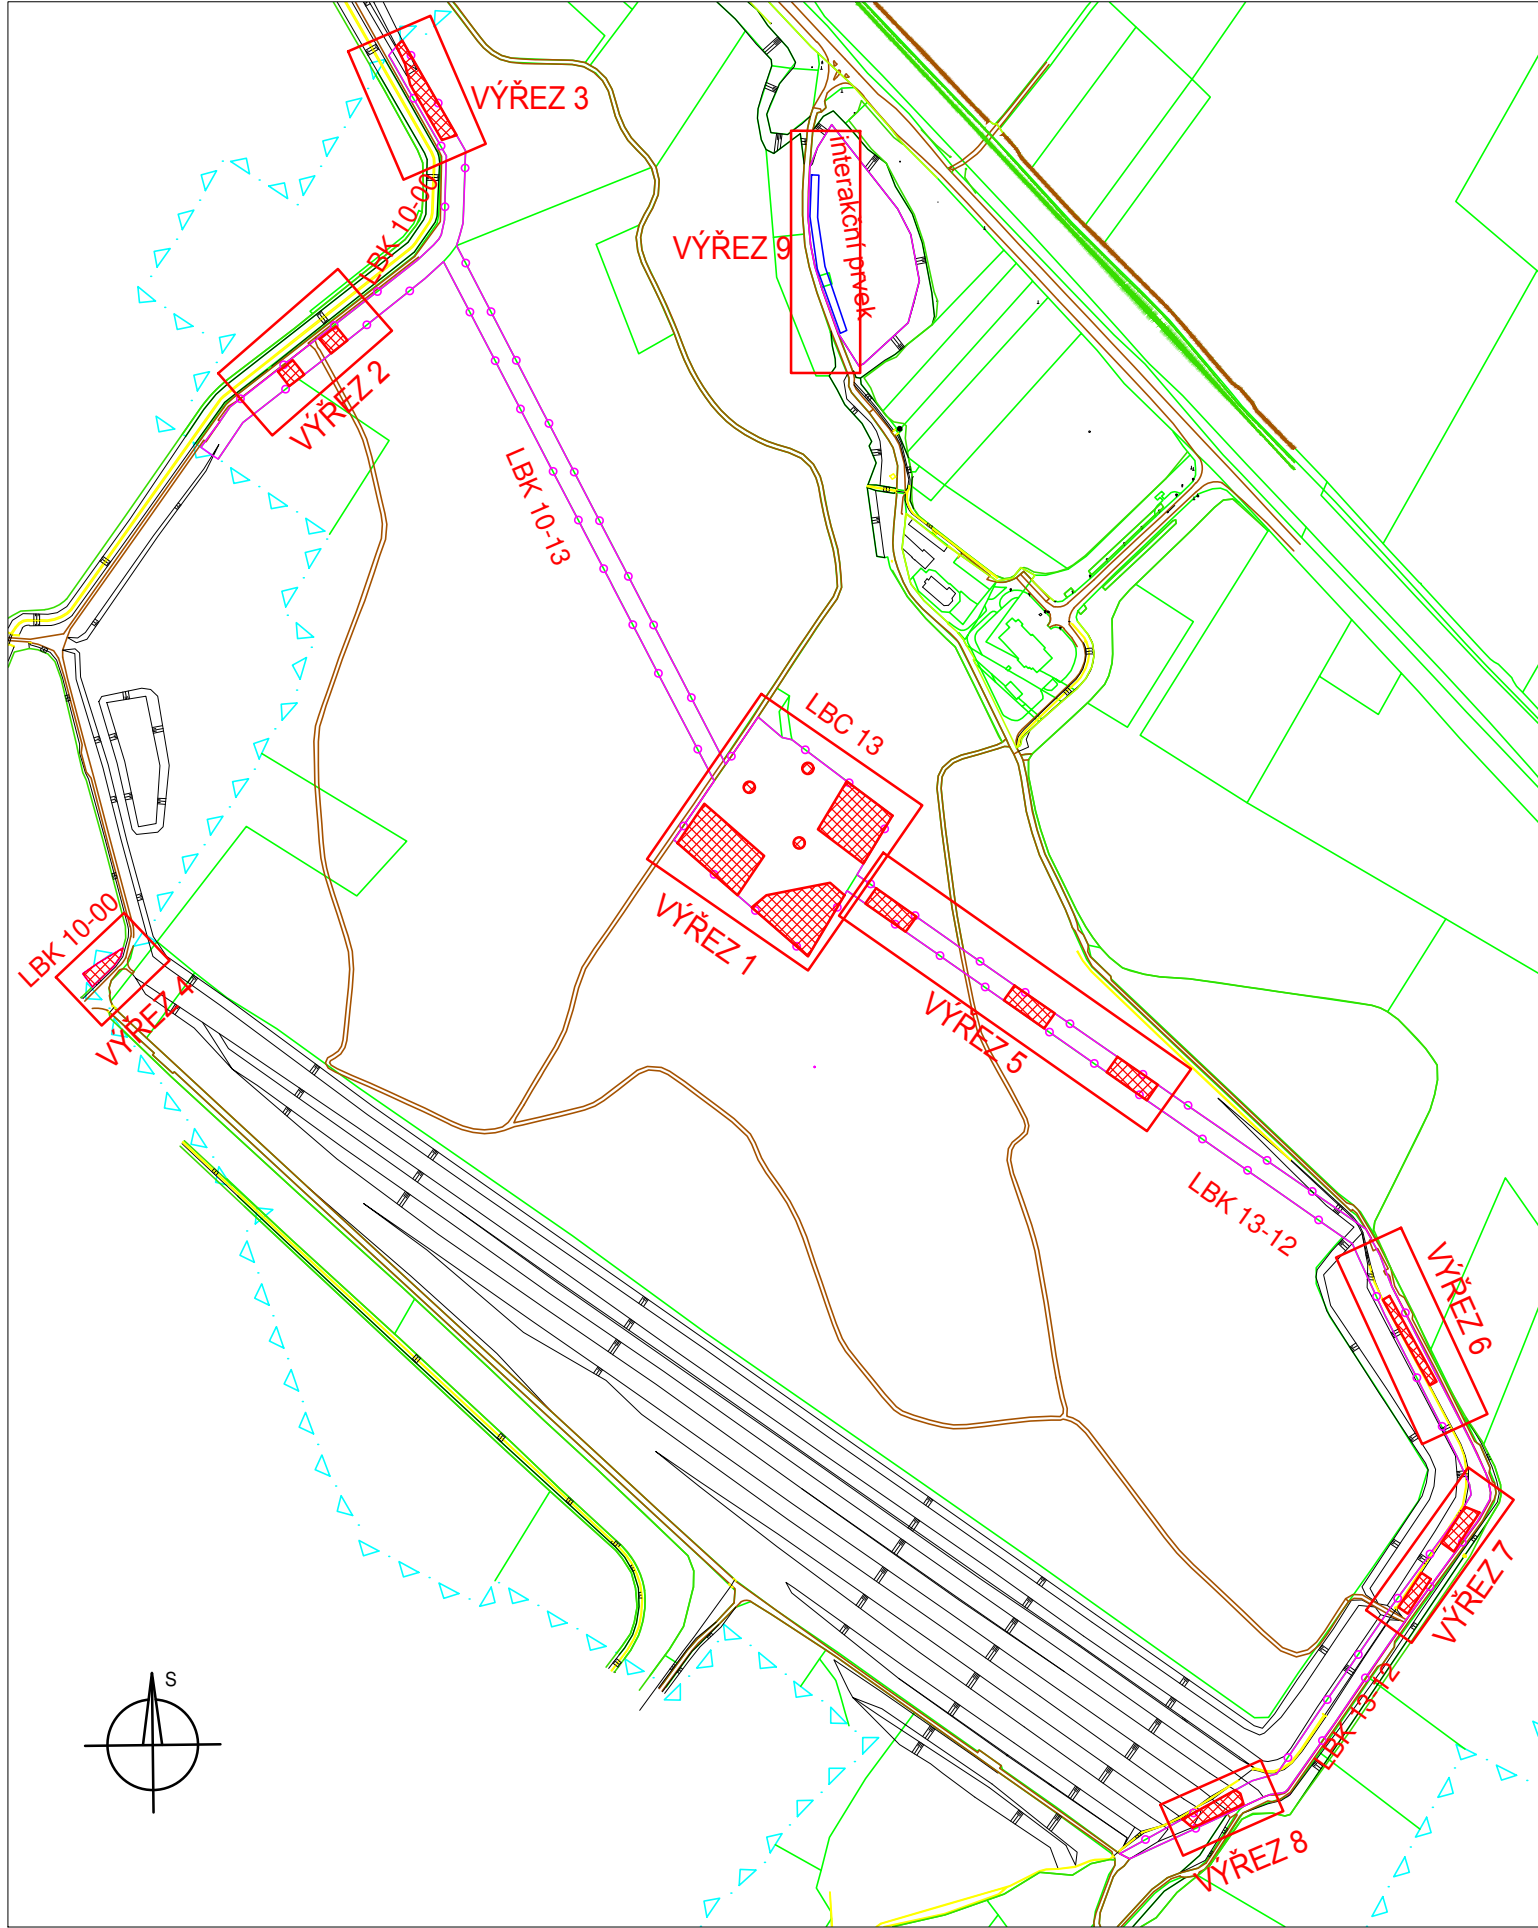 VÝŘEZ 3
interakční prvek
LBK 10-00
VÝŘEZ 9
VÝŘEZ 2
LBK 10-13
LBC 13
LBK 10-00
VÝŘEZ 1
VÝŘEZ 4
VÝŘEZ 5
LBK 13-12
VÝŘEZ 6
VÝŘEZ 7
LBK 13-12
S
VÝŘEZ 8